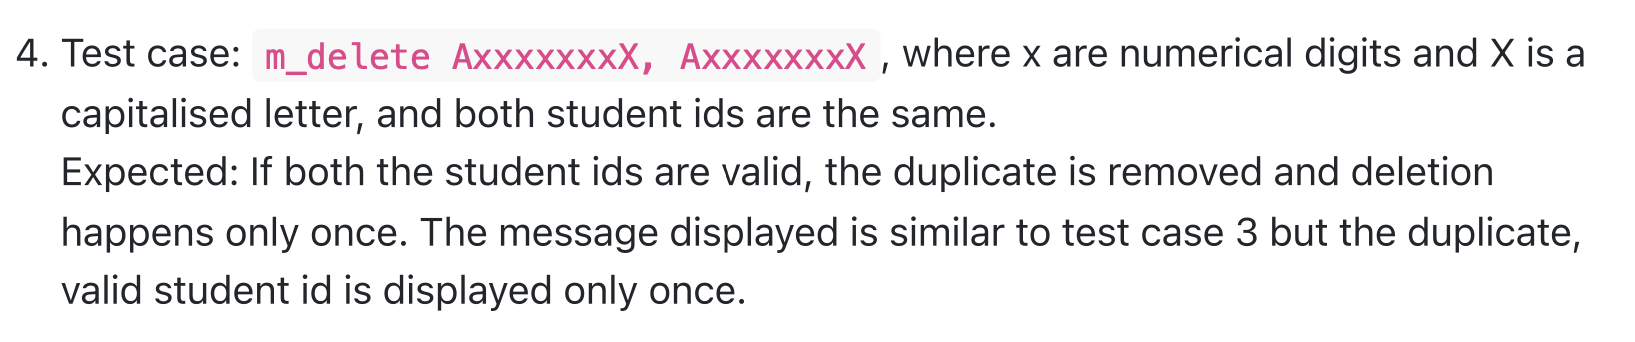 4. Test case: m_delete AxxxxxxxX, AxxxxxxxX, where x are numerical digits and X is a
capitalised letter, and both student ids are the same.
Expected: If both the student ids are valid, the duplicate is removed and deletion
happens only once. The message displayed is similar to test case 3 but the duplicate,
valid student id is displayed only once.